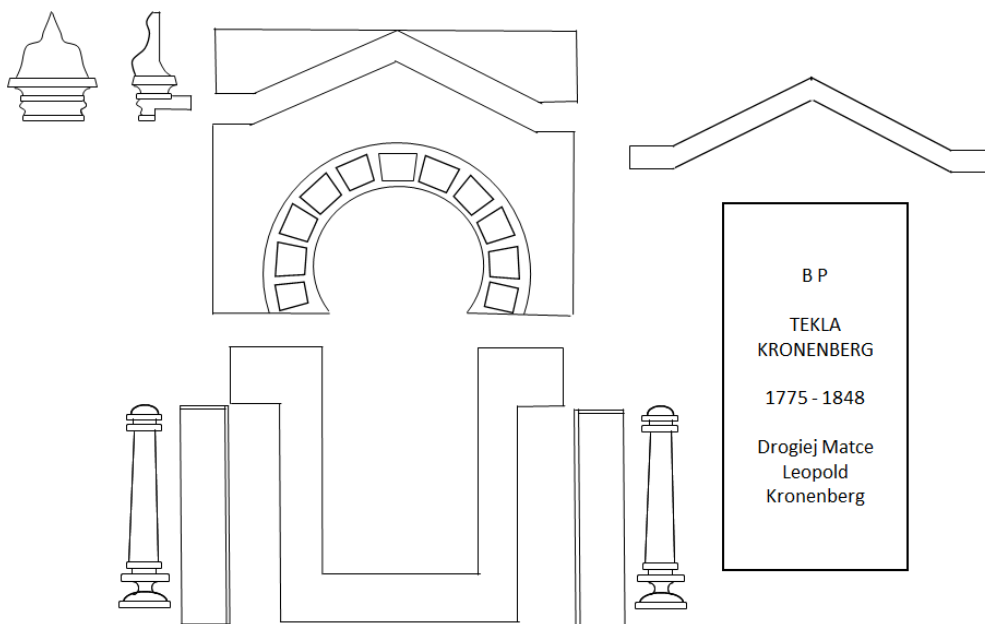 B P
TEKLA
KRONENBERG
1775 - 1848
Drogiej Matce
Leopold
Kronenberg